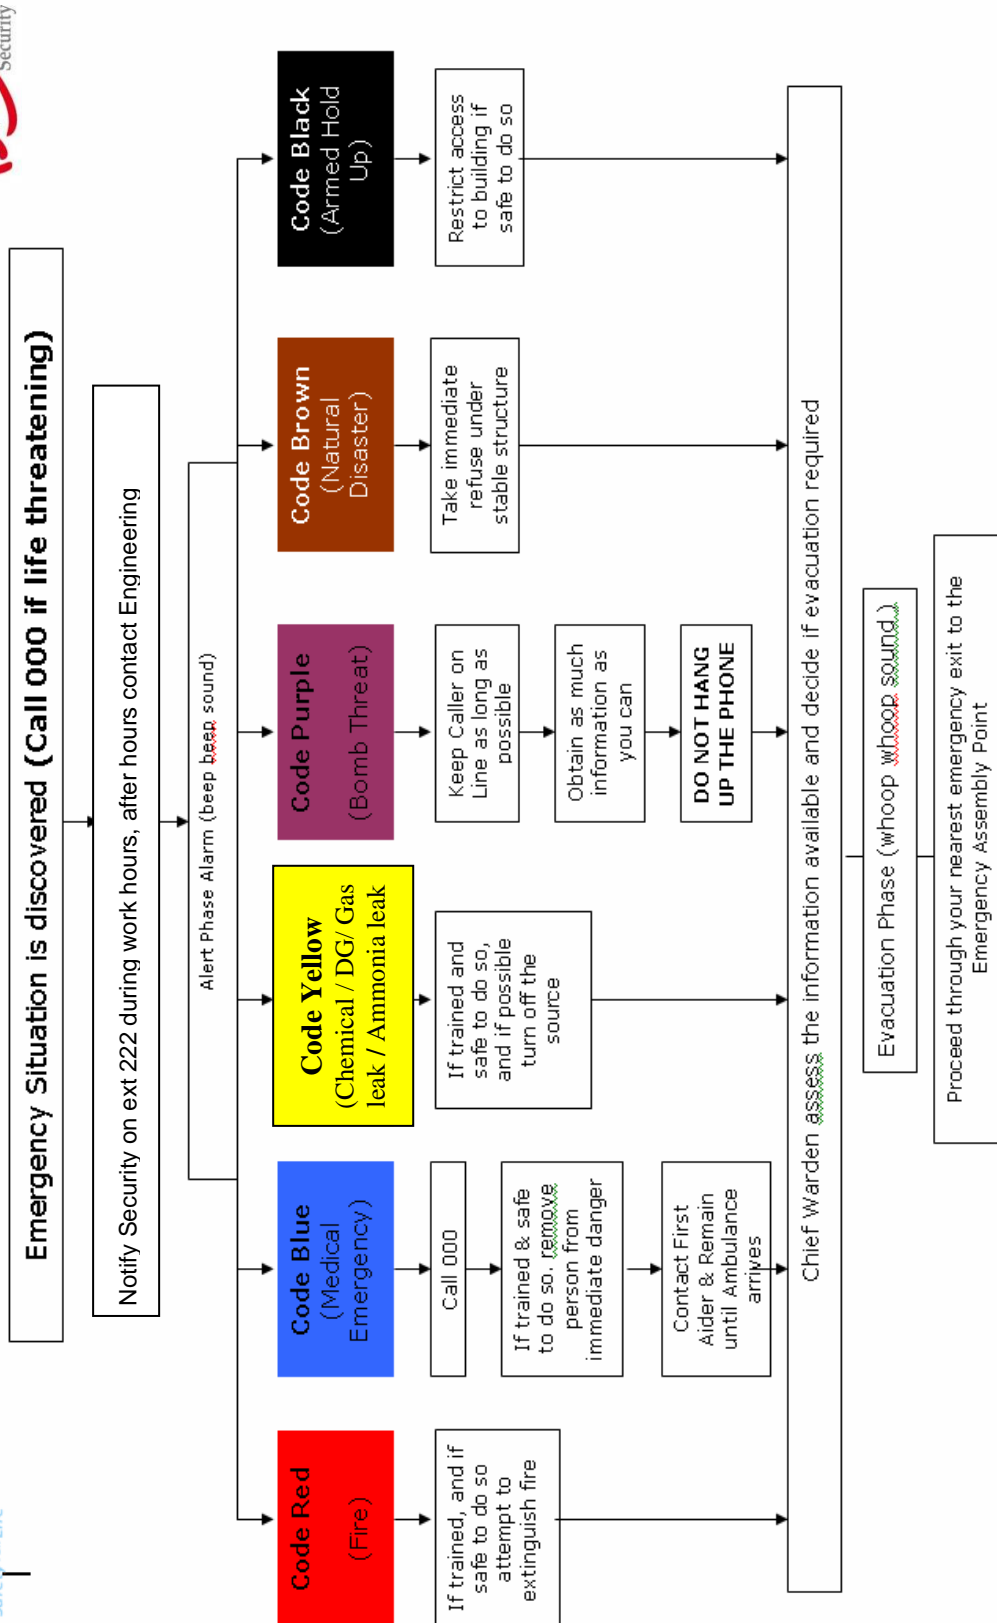 Security
Emergency Situation is discovered (Call 000 if life threatening)
Notify Security on ext 222 during work hours, after hours contact Engineering
Alert Phase Alarm (beep beep sound)
Code Red
(Fire)
If trained, and if
safe to do so
attempt to
extinguish fire
Code Blue
(Medical
Emergency)
Call 000
If trained & safe
to do so. remove
person from
immediate danger
Contact First
Aider & Remain
until Ambulance
arrives
Code Yellow
(Chemical / DG/ Gas
leak / Ammonia leak
If trained and
safe to do so,
and if possible
turn off the
source
Code Purple
(Bomb Threat)
Keep Caller on
Line as long as
possible
Obtain as much
information as
you can
DO NOT HANG
UP THE PHONE
Code Brown
(Natural
Disaster)
Take immediate
refuse under
stable structure
Code Black
(Armed Hold
Up)
Restrict access
to building if
safe to do so
Chief Warden assess the information available and decide if evacuation required
Evacuation Phase (whoop whoop sound )
Proceed through your nearest emergency exit to the
Emergency Assembly Point